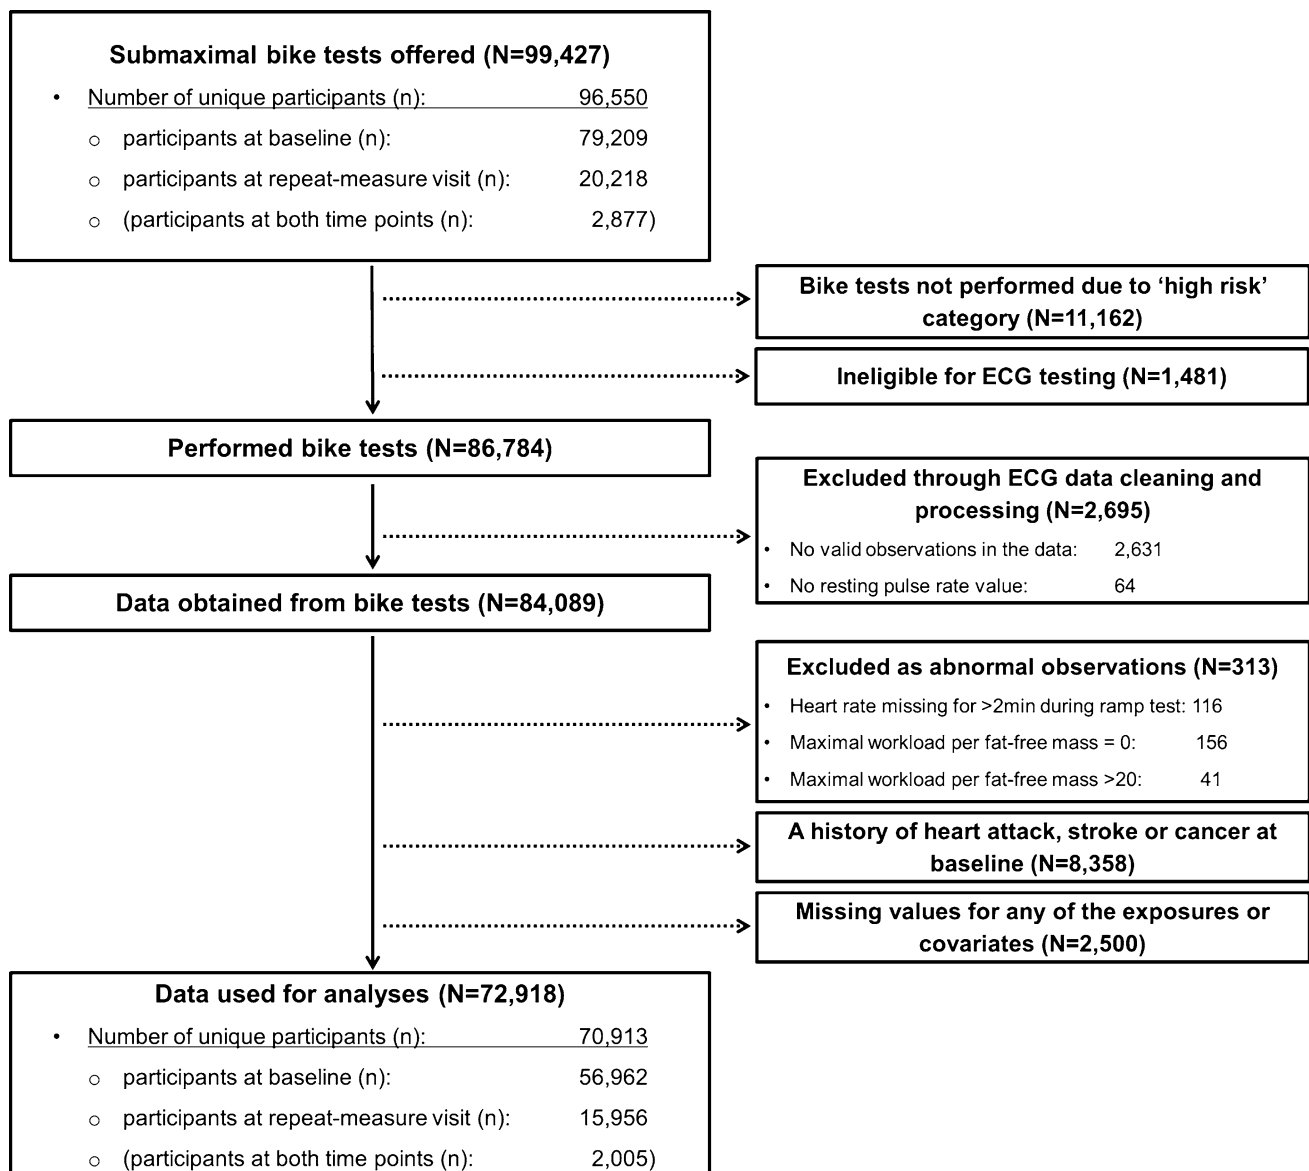 Submaximal bike tests offered (N=99,427)
• Number of unique participants (n): 96,550
o participants at baseline (n): 79,209
o participants at repeat-measure visit (n): 20,218
o (participants at both time points (n): 2,877)
Bike tests not performed due to ‘high risk’
category (N=11,162)
Ineligible for ECG testing (N=1,481)
Performed bike tests (N=86,784)
Excluded through ECG data cleaning and
processing (N=2,695)
• No valid observations in the data: 2,631
• No resting pulse rate value: 64
Data obtained from bike tests (N=84,089)
Excluded as abnormal observations (N=313)
• Heart rate missing for >2min during ramp test: 116
• Maximal workload per fat-free mass = 0: 156
• Maximal workload per fat-free mass >20: 41
A history of heart attack, stroke or cancer at
baseline (N=8,358)
Missing values for any of the exposures or
covariates (N=2,500)
Data used for analyses (N=72,918)
• Number of unique participants (n): 70,913
o participants at baseline (n): 56,962
o participants at repeat-measure visit (n): 15,956
o (participants at both time points (n): 2,005)